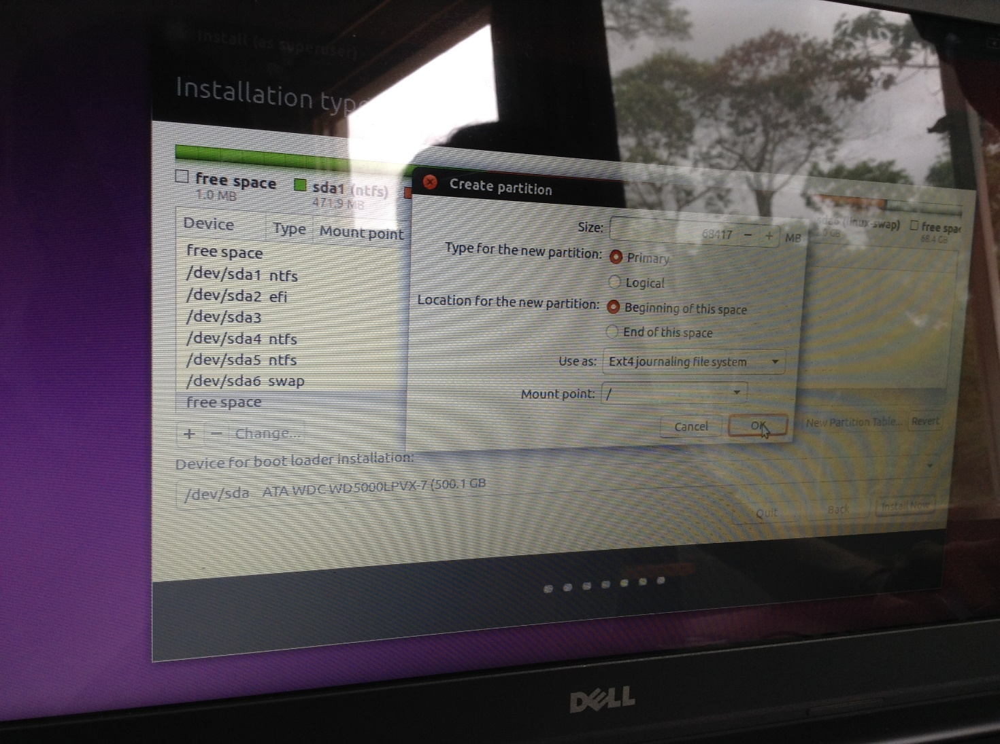 Install (as superuser)
Installation type
free space
1.0 MB
sda1 (ntfs)
471.9 MB
sda6 (linux-swap)
0 GB
free spac
68.4 GB
Device Type Mount point
free space
/dev/sda1 ntfs
/dev/sda2 efi
/dev/sda3
/dev/sda4 ntfs
/dev/sda5 ntfs
/dev/sda6 swap
free space
+ − Change...
New Partition Table... Revert
Device for boot loader installation:
/dev/sda ATA WDC WD5000LPVX-7 (500.1 GB
Quit Back Install Now
Create partition
Size: 68417 − + MB
Type for the new partition: Primary
Logical
Location for the new partition: Beginning of this space
End of this space
Use as: Ext4 journaling file system
Mount point: /
Cancel OK
DELL